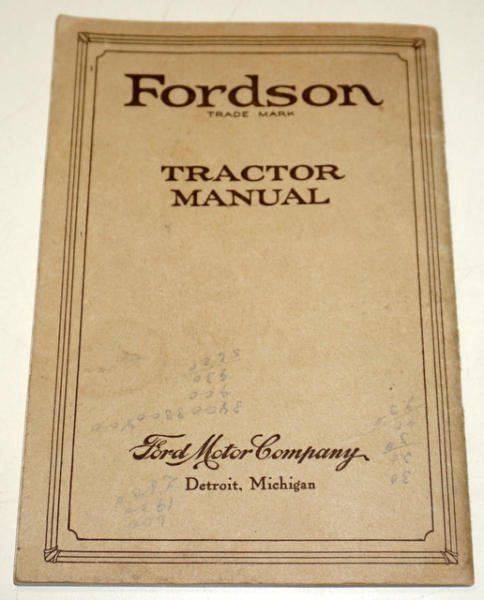 Fordson
TRADE MARK
TRACTOR
MANUAL
Ford Motor Company
Detroit, Michigan